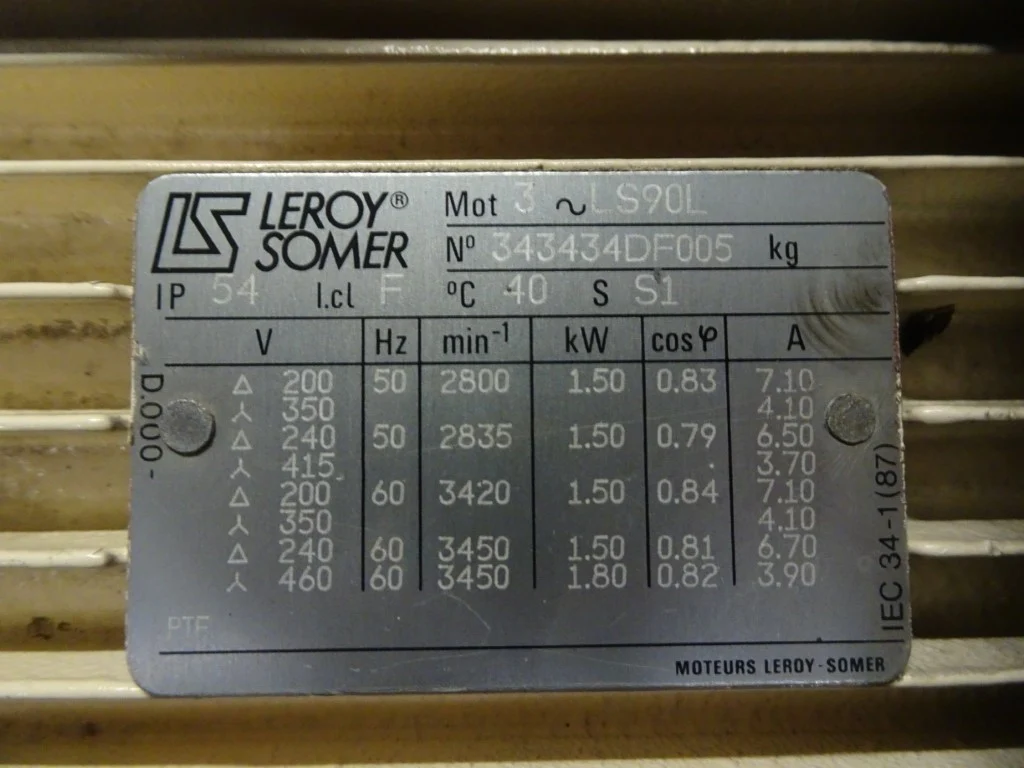 LS LEROY® SOMER
Mot 3 ~ LS90L
Nº 343434DF005 kg
IP 54 I.cl F ºC 40 S S1
V Hz min⁻¹ kW cosφ A
Δ 200 50 2800 1.50 0.83 7.10
⅄ 350 4.10
Δ 240 50 2835 1.50 0.79 6.50
⅄ 415 3.70
Δ 200 60 3420 1.50 0.84 7.10
⅄ 350 4.10
Δ 240 60 3450 1.50 0.81 6.70
⅄ 460 60 3450 1.80 0.82 3.90
PTF
MOTEURS LEROY-SOMER
D.000-
IEC 34-1(87)